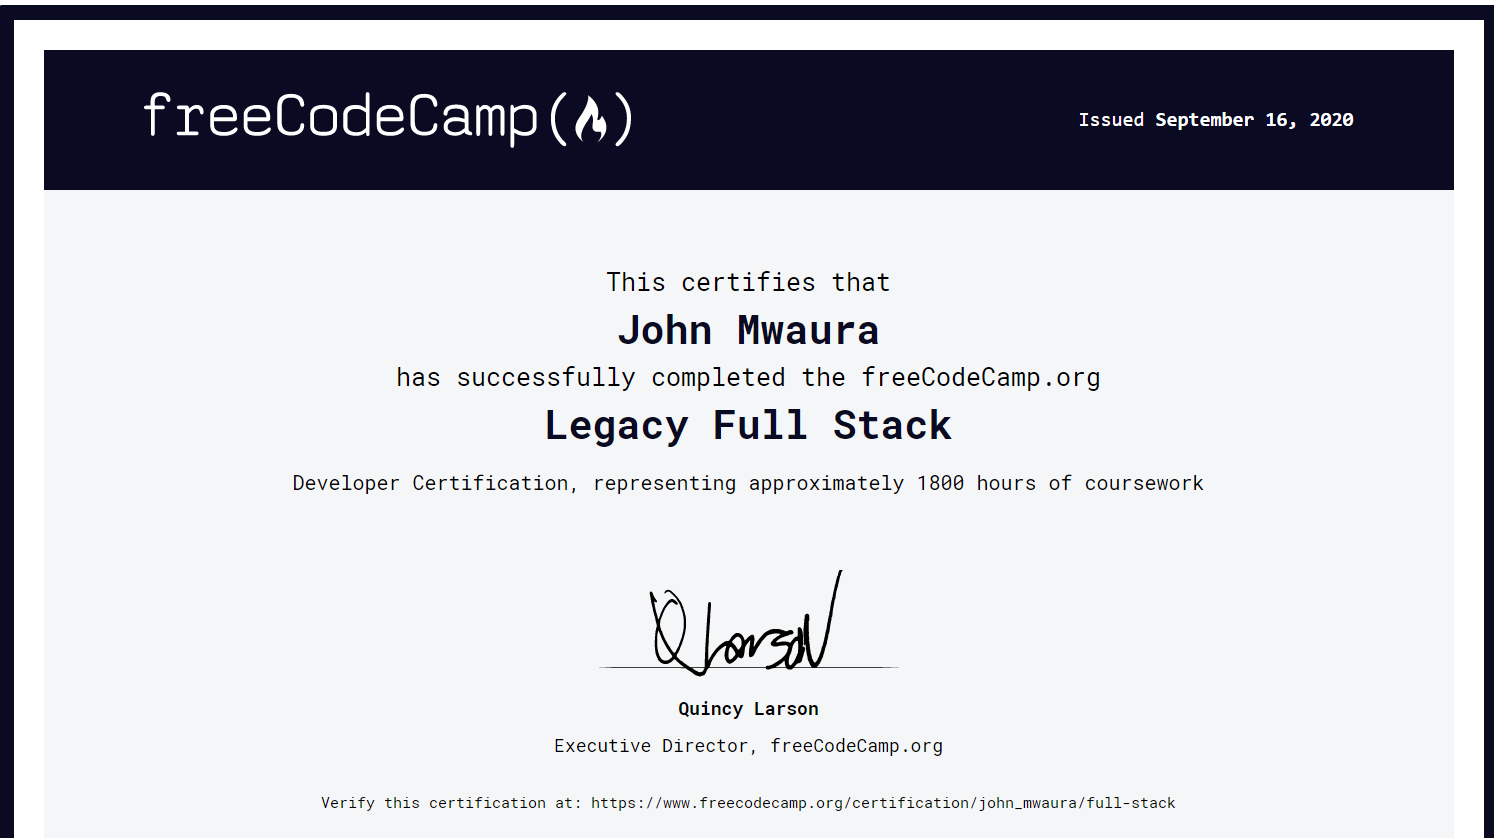 freeCodeCamp
Issued September 16, 2020
This certifies that
John Mwaura
has successfully completed the freeCodeCamp.org
Legacy Full Stack
Developer Certification, representing approximately 1800 hours of coursework
Q Larson
Quincy Larson
Executive Director, freeCodeCamp.org
Verify this certification at: https://www.freecodecamp.org/certification/john_mwaura/full-stack